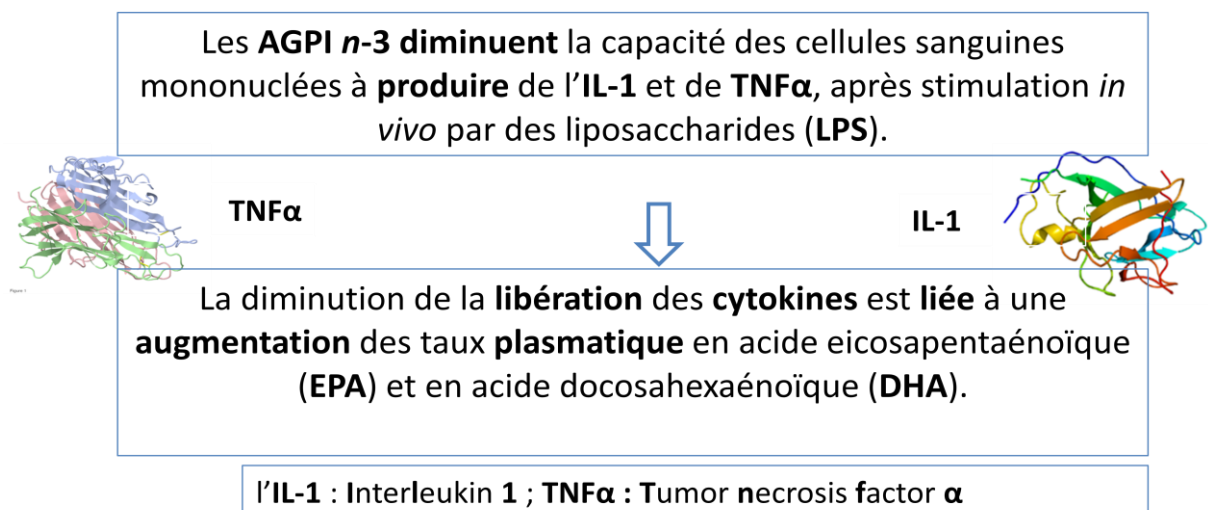 Les AGPI n-3 diminuent la capacité des cellules sanguines
mononuclées à produire de l'IL-1 et de TNFα, après stimulation in
vivo par des liposaccharides (LPS).
TNFα
IL-1
Figure 1
La diminution de la libération des cytokines est liée à une
augmentation des taux plasmatique en acide eicosapentaénoïque
(EPA) et en acide docosahexaénoïque (DHA).
l'IL-1 : Interleukin 1 ; TNFα : Tumor necrosis factor α